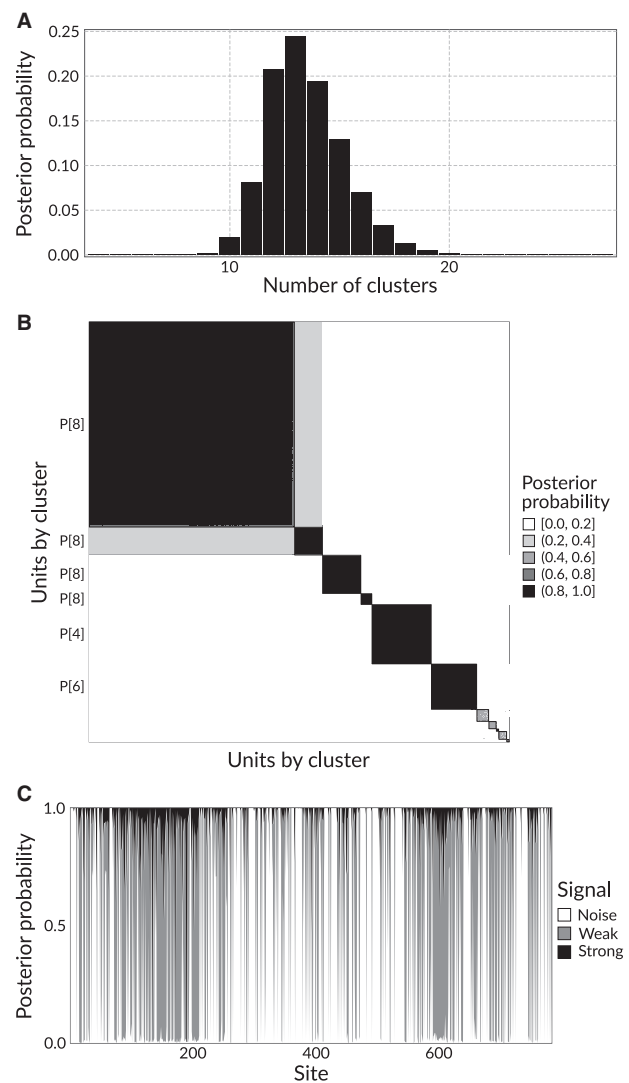 A
Posterior probability
0.25
0.20
0.15
0.10
0.05
0.00
10
20
Number of clusters
B
Units by cluster
P[8]
P[8]
P[8]
P[8]
P[4]
P[6]
Units by cluster
Posterior
probability
[0.0, 0.2]
(0.2, 0.4]
(0.4, 0.6]
(0.6, 0.8]
(0.8, 1.0]
C
Posterior probability
1.0
0.5
0.0
200
400
600
Site
Signal
Noise
Weak
Strong